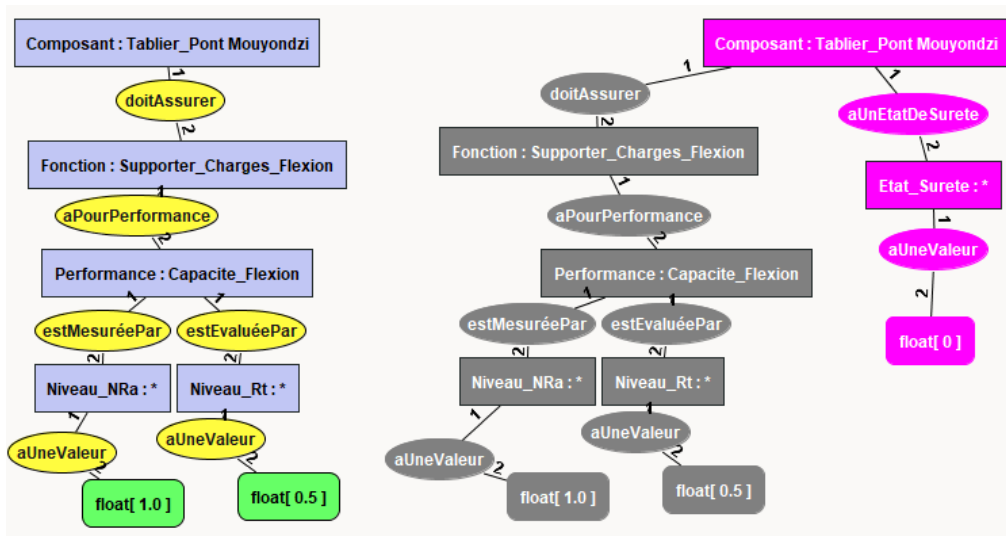 Composant : Tablier_Pont Mouyondzi
1
doitAssurer
2
Fonction : Supporter_Charges_Flexion
1
aPourPerformance
2
Performance : Capacite_Flexion
1
1
estMesuréePar
estEvaluéePar
2
2
Niveau_NRa : *
Niveau_Rt : *
1
1
aUneValeur
aUneValeur
2
2
float[ 1.0 ]
float[ 0.5 ]
Composant : Tablier_Pont Mouyondzi
1
1
doitAssurer
aUnEtatDeSurete
2
2
Fonction : Supporter_Charges_Flexion
Etat_Surete : *
1
1
aPourPerformance
aUneValeur
2
2
Performance : Capacite_Flexion
float[ 0 ]
1
1
estMesuréePar
estEvaluéePar
2
2
Niveau_NRa : *
Niveau_Rt : *
1
1
aUneValeur
aUneValeur
2
2
float[ 1.0 ]
float[ 0.5 ]